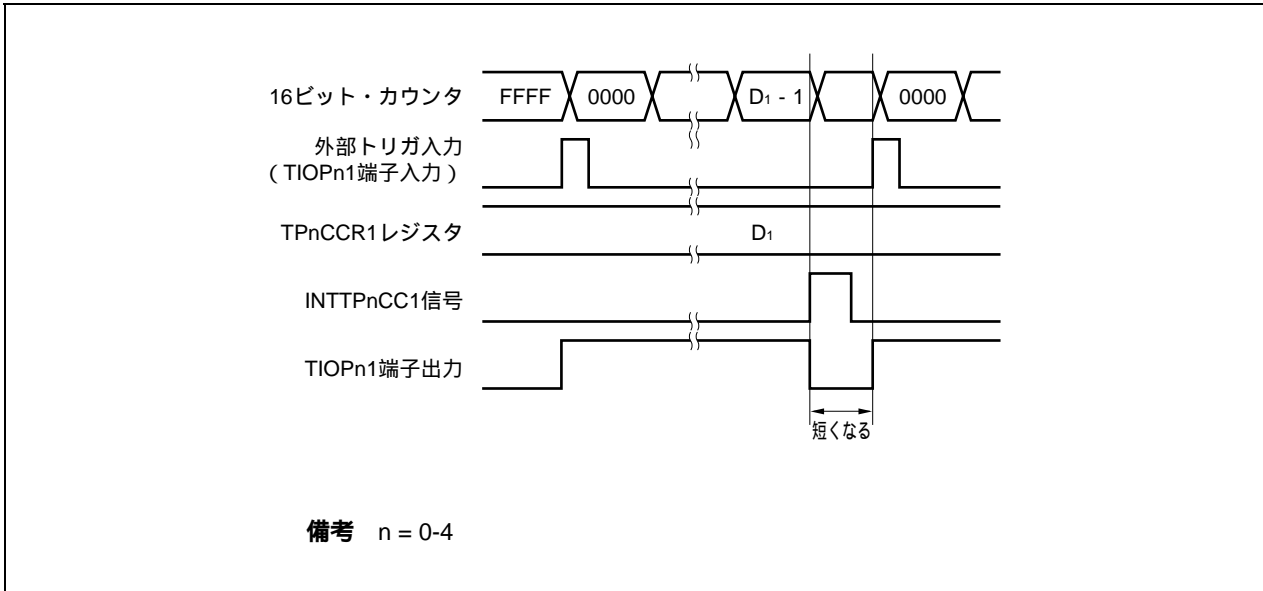 16ビット・カウンタ FFFF 0000 D1 - 1 0000
外部トリガ入力
(TIOPn1端子入力)
TPnCCR1レジスタ D1
INTTPnCC1信号
TIOPn1端子出力
短くなる
備考 n = 0-4